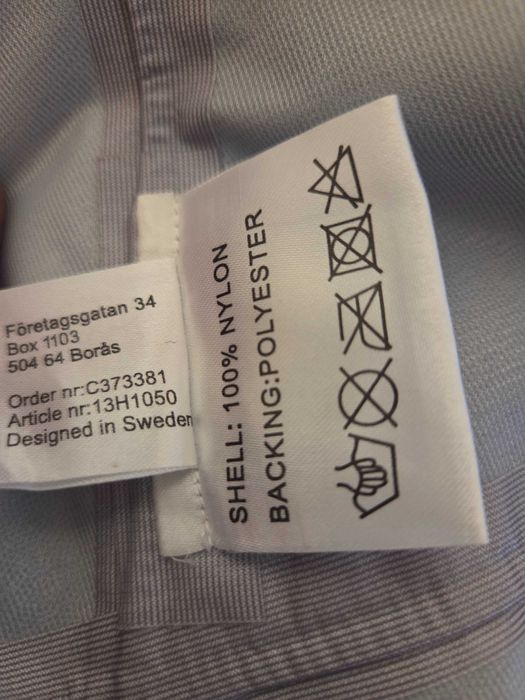 Företagsgatan 34
Box 1103
504 64 Borås
Order nr:C373381
Article nr:13H1050
Designed in Sweden
SHELL: 100% NYLON
BACKING:POLYESTER